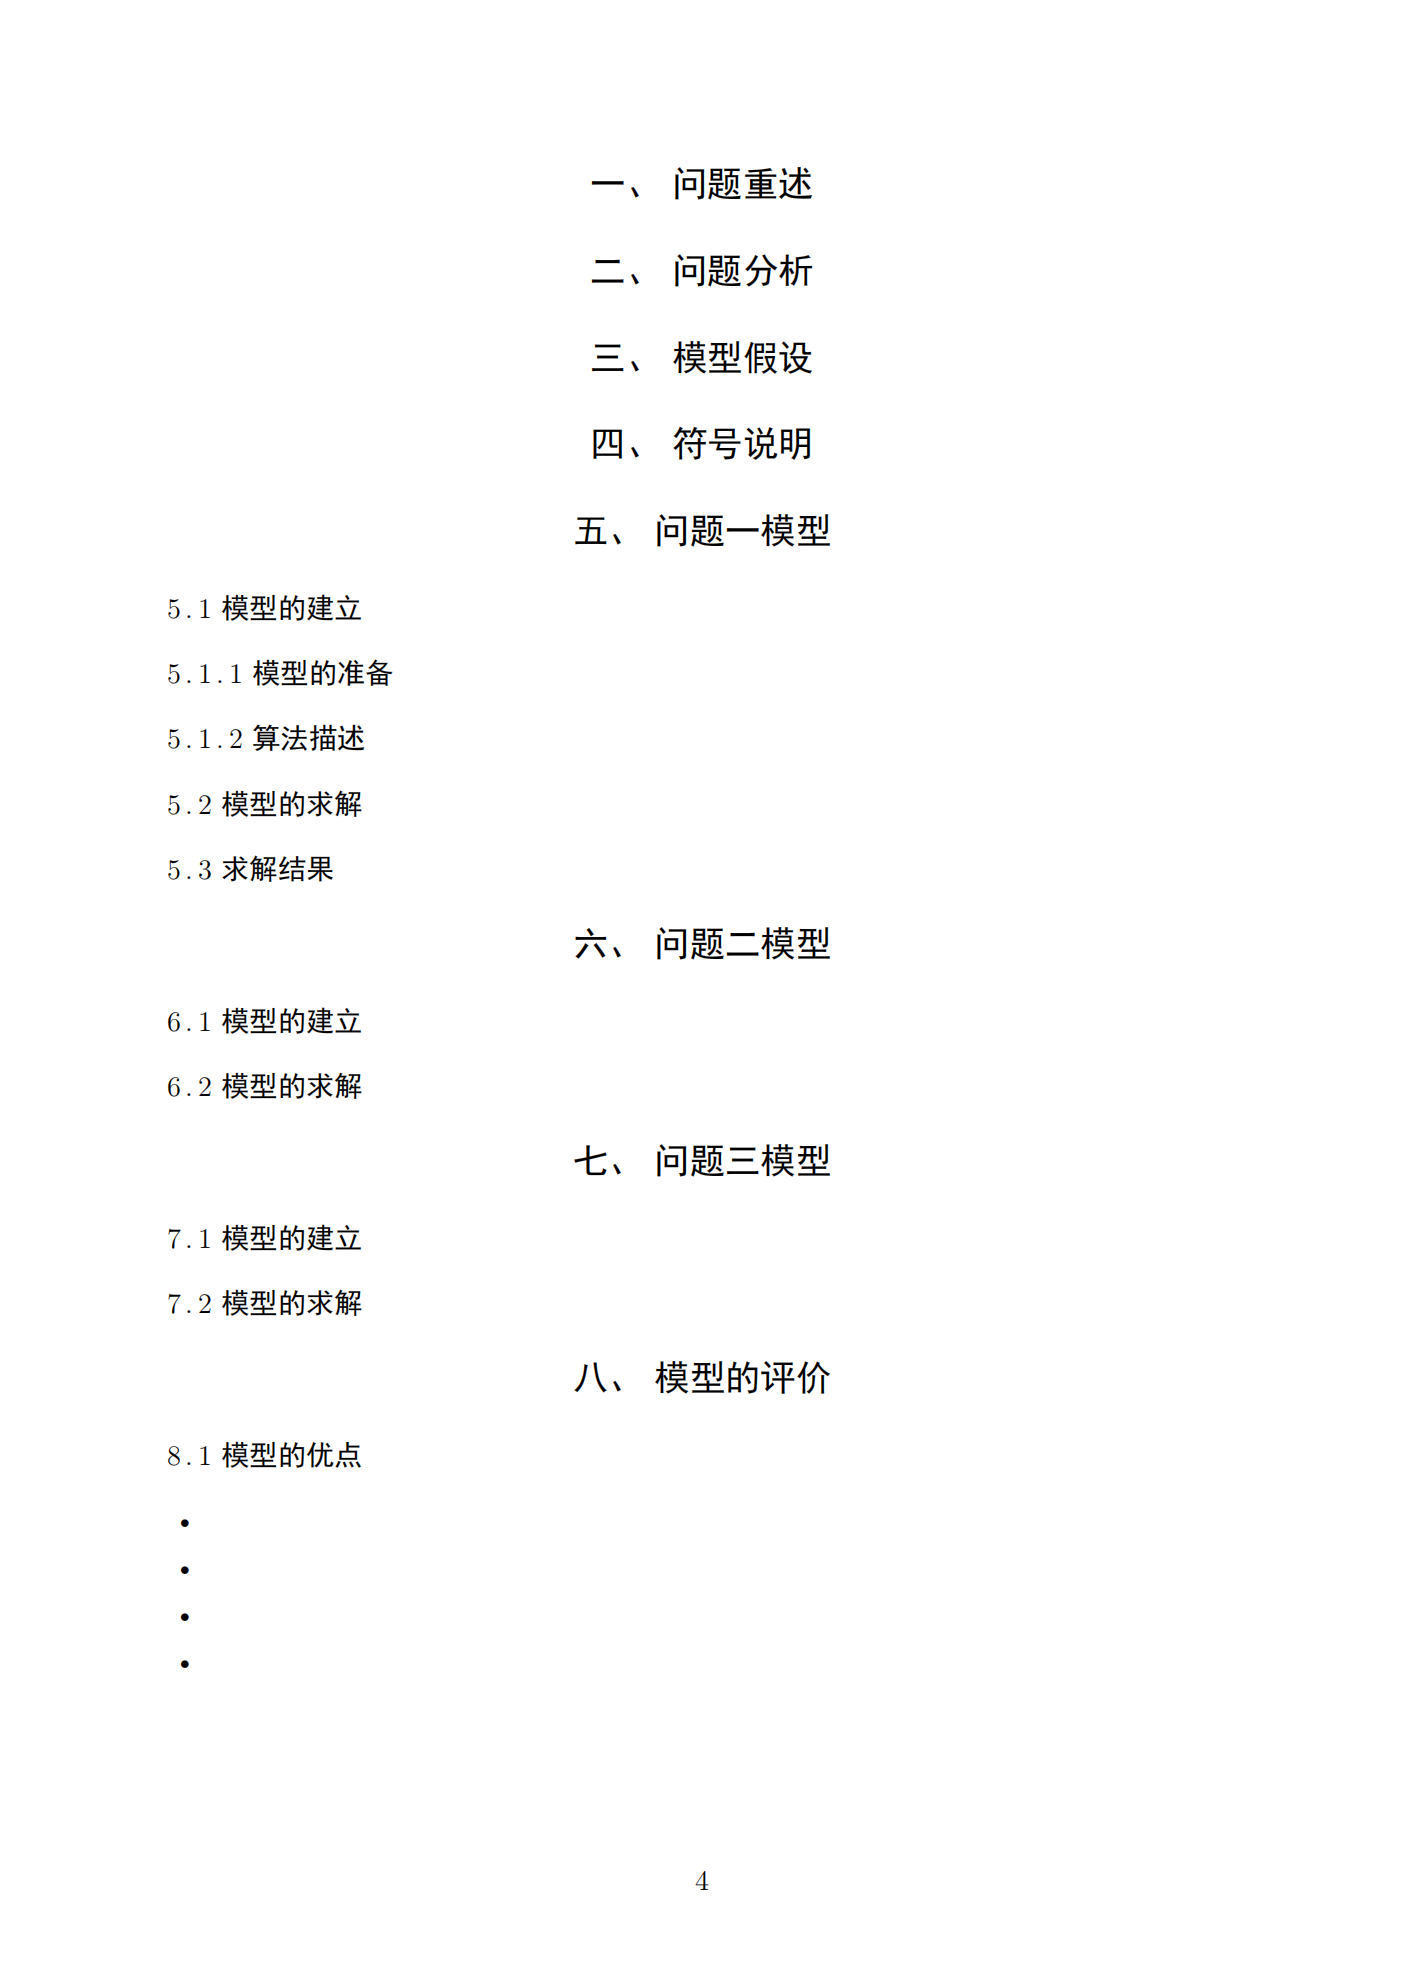 一、 问题重述
二、 问题分析
三、 模型假设
四、 符号说明
五、 问题一模型
5.1 模型的建立
5.1.1 模型的准备
5.1.2 算法描述
5.2 模型的求解
5.3 求解结果
六、 问题二模型
6.1 模型的建立
6.2 模型的求解
七、 问题三模型
7.1 模型的建立
7.2 模型的求解
八、 模型的评价
8.1 模型的优点
•
•
•
•
4